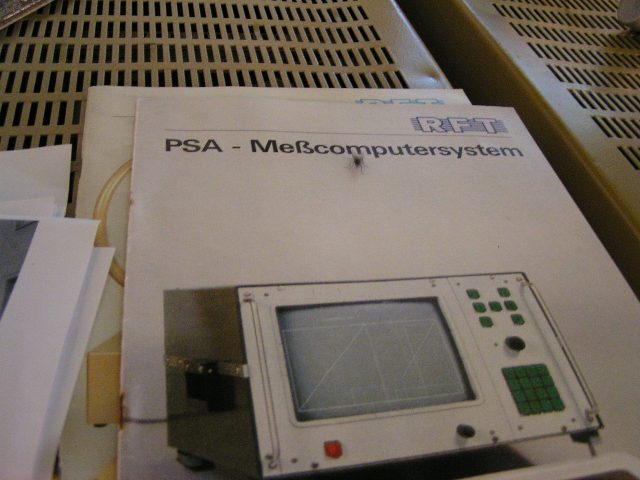 RFT
PSA - Meßcomputersystem